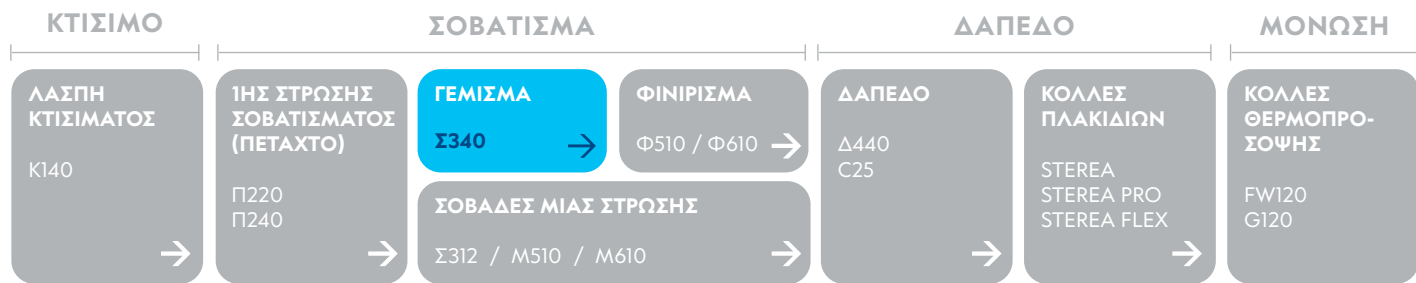 ΚΤΙΣΙΜΟ
ΣΟΒΑΤΙΣΜΑ
ΔΑΠΕΔΟ
ΜΟΝΩΣΗ
ΛΑΣΠΗ
ΚΤΙΣΙΜΑΤΟΣ
Κ140
1ΗΣ ΣΤΡΩΣΗΣ
ΣΟΒΑΤΙΣΜΑΤΟΣ
(ΠΕΤΑΧΤΟ)
Π220
Π240
ΓΕΜΙΣΜΑ
Σ340
ΦΙΝΙΡΙΣΜΑ
Φ510 / Φ610
ΣΟΒΑΔΕΣ ΜΙΑΣ ΣΤΡΩΣΗΣ
Σ312 / Μ510 / Μ610
ΔΑΠΕΔΟ
Δ440
C25
ΚΟΛΛΕΣ
ΠΛΑΚΙΔΙΩΝ
STEREA
STEREA PRO
STEREA FLEX
ΚΟΛΛΕΣ
ΘΕΡΜΟΠΡΟ-
ΣΟΨΗΣ
FW120
G120